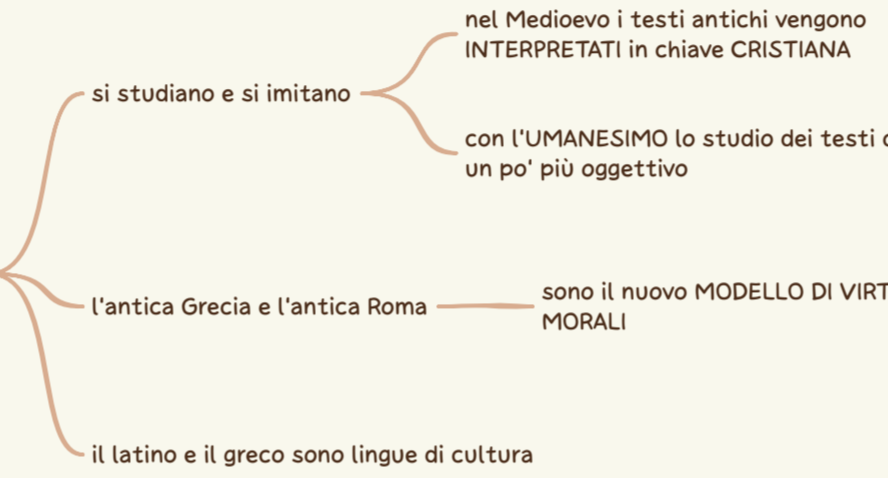 nel Medioevo i testi antichi vengono
INTERPRETATI in chiave CRISTIANA
si studiano e si imitano
con l'UMANESIMO lo studio dei testi
un po' più oggettivo
sono il nuovo MODELLO DI
MORALI
l'antica Grecia e l'antica Roma
il latino e il greco sono lingue di cultura